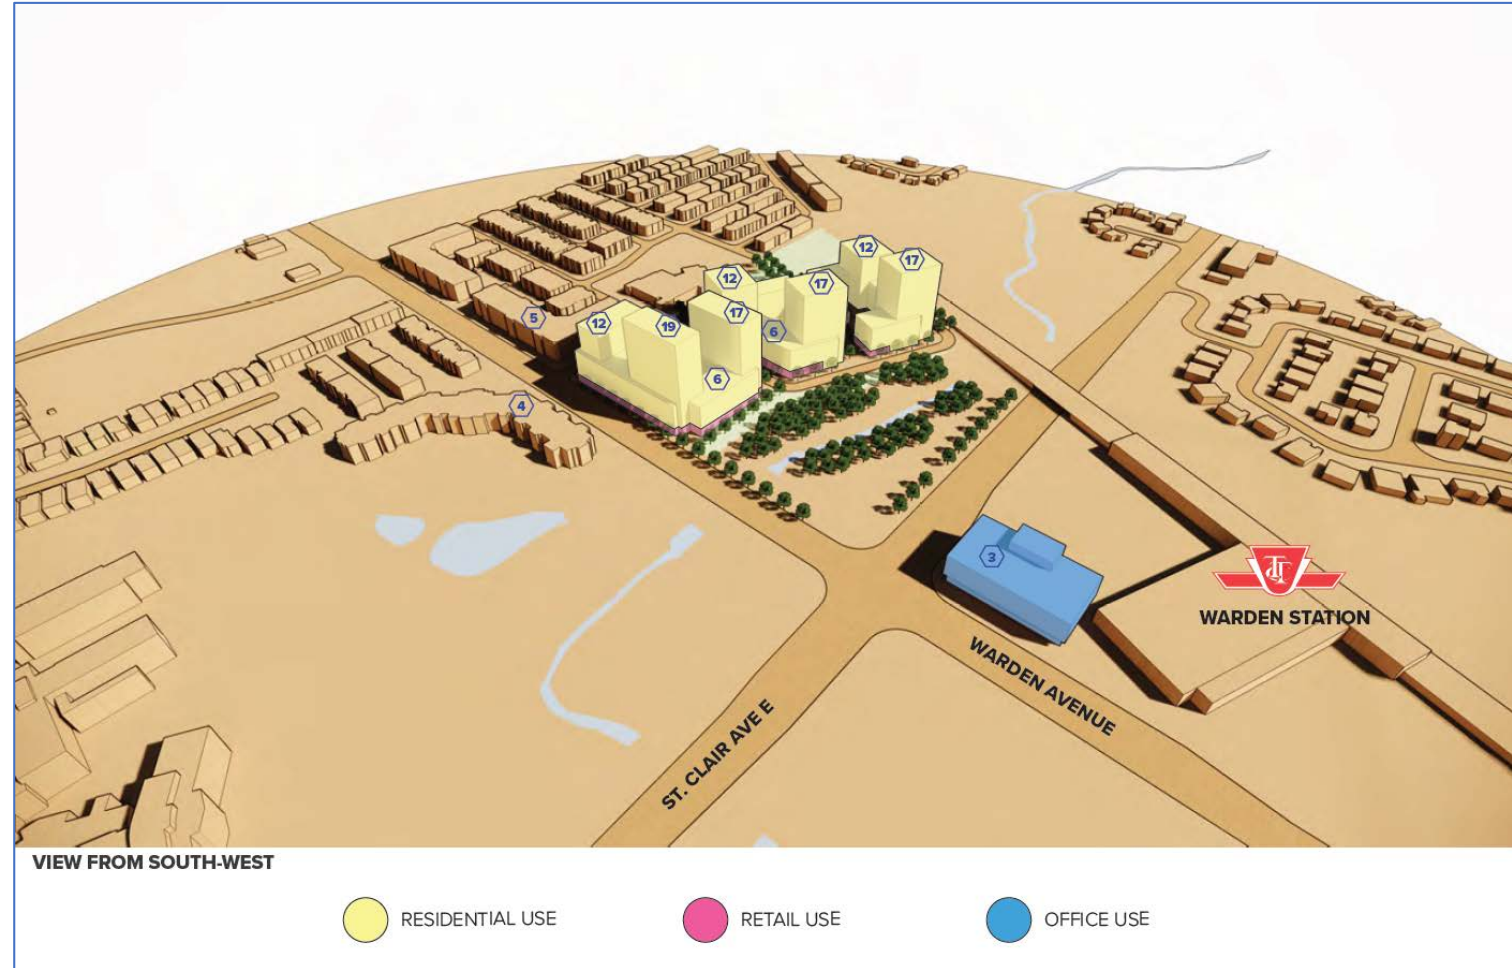 12
17
12
17
5
12
19
17
6
6
4
3
TTC
WARDEN STATION
WARDEN AVENUE
ST. CLAIR AVE E
VIEW FROM SOUTH-WEST
RESIDENTIAL USE
RETAIL USE
OFFICE USE